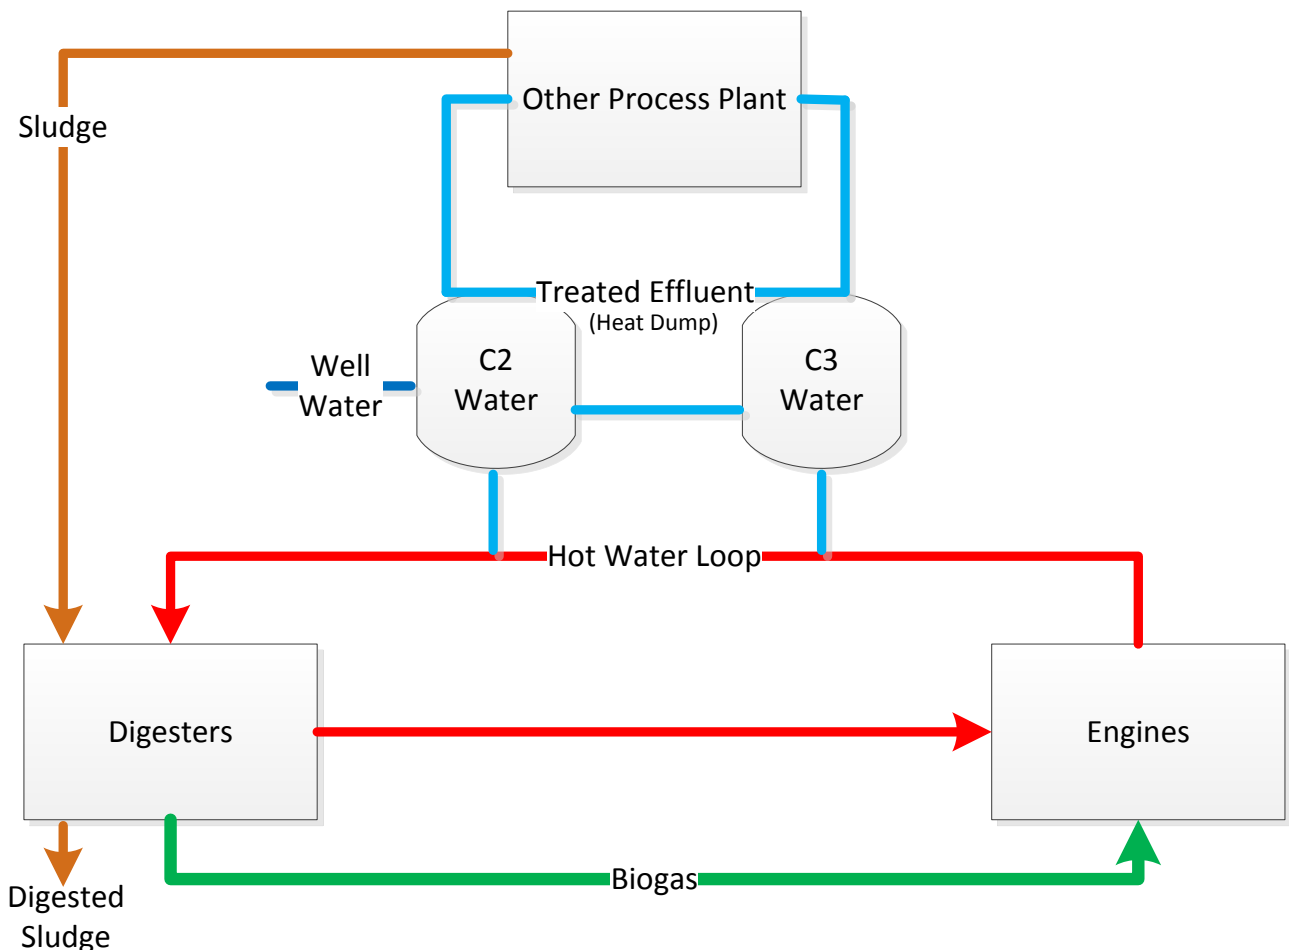 Other Process Plant
Sludge
Treated Effluent
(Heat Dump)
Well
Water
C2
Water
C3
Water
Hot Water Loop
Digesters
Engines
Biogas
Digested
Sludge